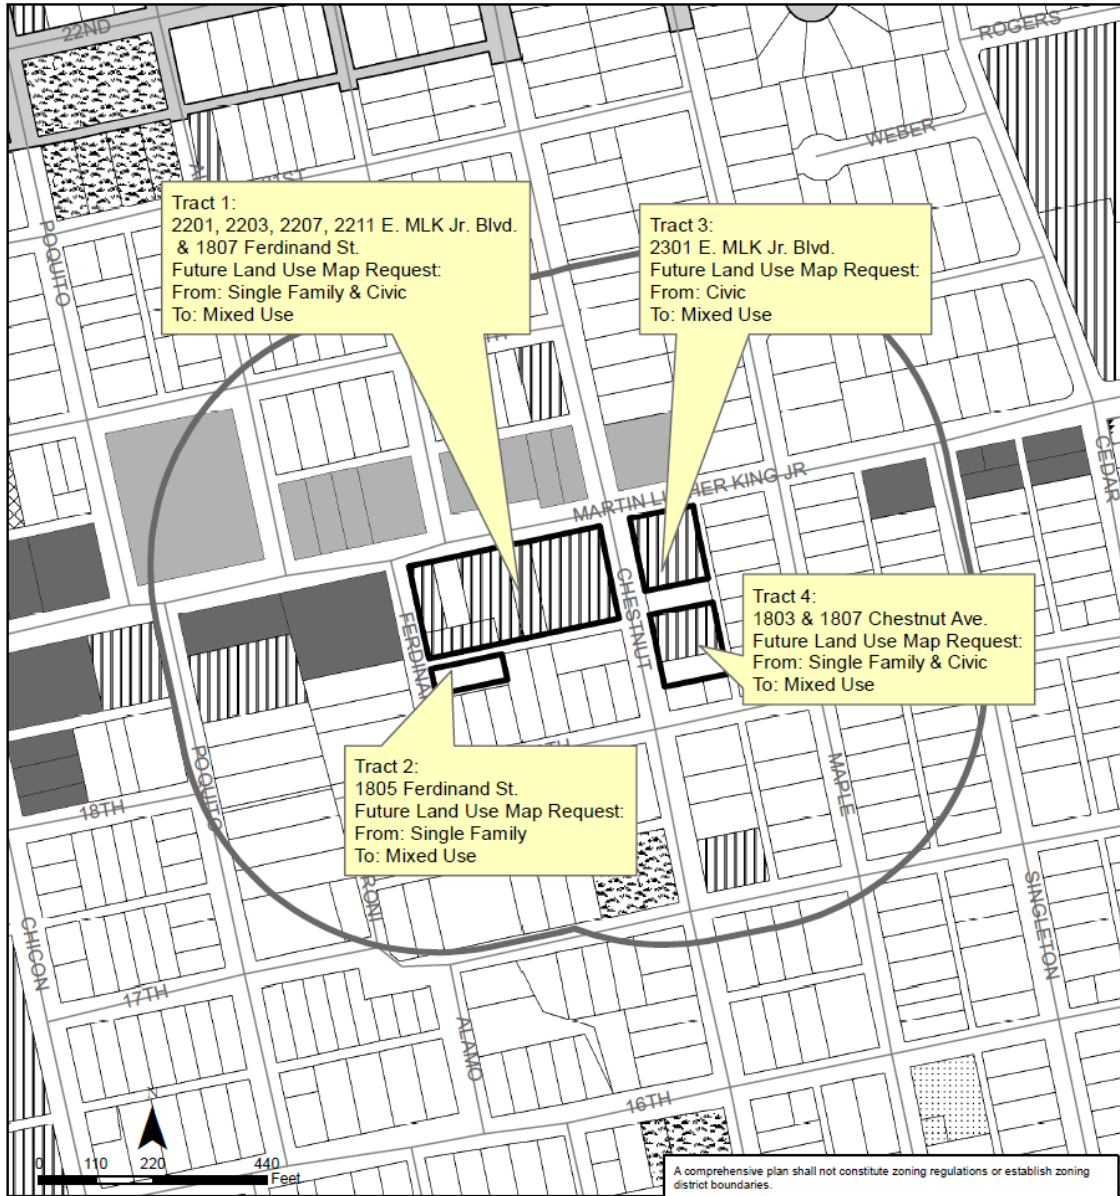 22ND
ROGERS
WEBER
Tract 1:
2201, 2203, 2207, 2211 E. MLK Jr. Blvd.
& 1807 Ferdinand St.
Future Land Use Map Request:
From: Single Family & Civic
To: Mixed Use
Tract 3:
2301 E. MLK Jr. Blvd.
Future Land Use Map Request:
From: Civic
To: Mixed Use
POQUITO
MARTIN LUTHER KING JR
CEDAR
CHESTNUT
Tract 4:
1803 & 1807 Chestnut Ave.
Future Land Use Map Request:
From: Single Family & Civic
To: Mixed Use
Tract 2:
1805 Ferdinand St.
Future Land Use Map Request:
From: Single Family
To: Mixed Use
POQUITO
MAPLE
18TH
SINGLETON
CHICON
17TH
ALAMO
16TH
N
0 110 220 440
Feet
A comprehensive plan shall not constitute zoning regulations or establish zoning
district boundaries.